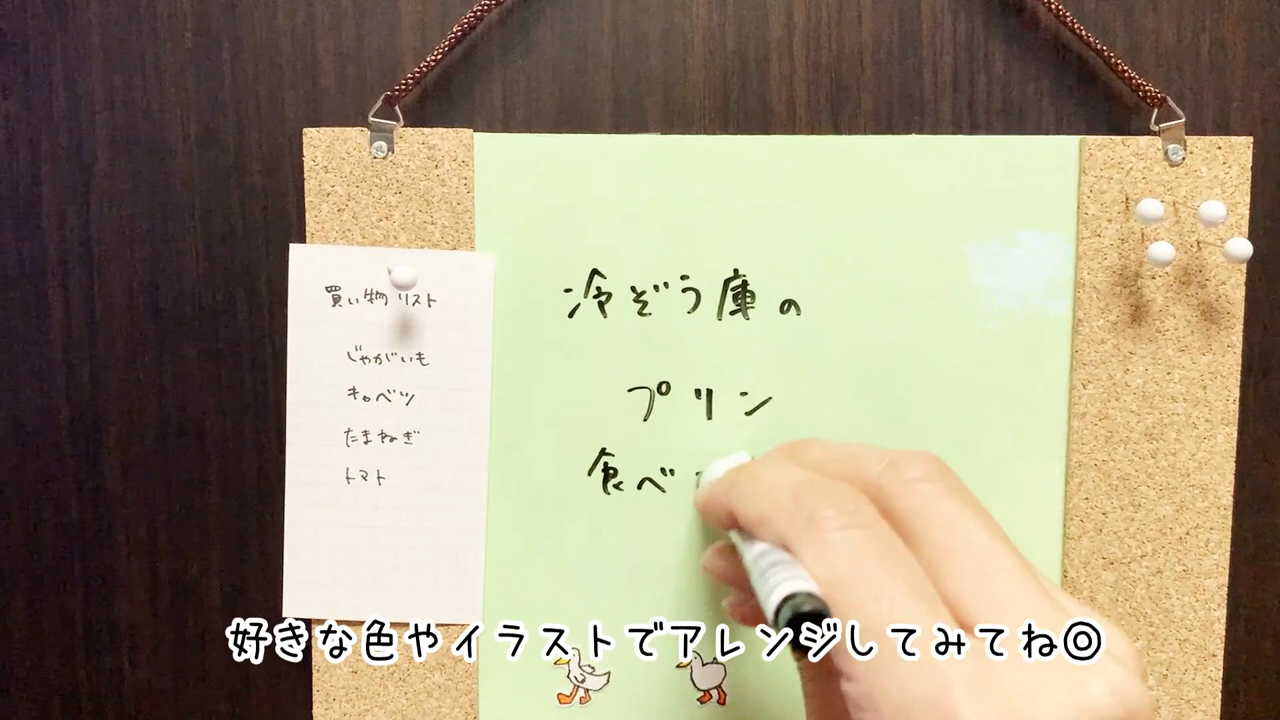 買い物リスト
じゃがいも
キャベツ
たまねぎ
トマト
冷ぞう庫の
プリン
食べ
好きな色やイラストでアレンジしてみてね◎